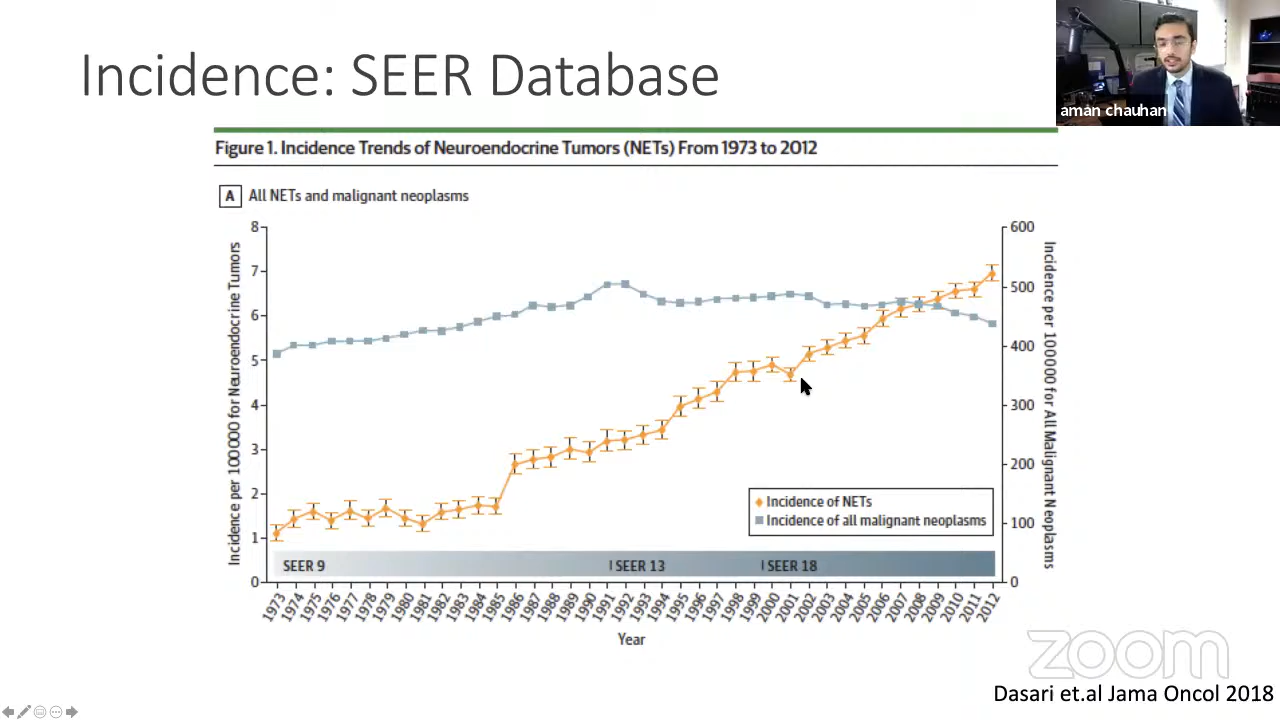 Incidence: SEER Database
aman chauhan
Figure 1. Incidence Trends of Neuroendocrine Tumors (NETs) From 1973 to 2012
A All NETs and malignant neoplasms
Incidence per 100000 for Neuroendocrine Tumors
8
7
6
5
4
3
2
1
0
600
500
400
300
200
100
0
Incidence per 100000 for All Malignant Neoplasms
Incidence of NETs
Incidence of all malignant neoplasms
SEER 9 SEER 13 SEER 18
1973 1974 1975 1976 1977 1978 1979 1980 1981 1982 1983 1984 1985 1986 1987 1988 1989 1990 1991 1992 1993 1994 1995 1996 1997 1998 1999 2000 2001 2002 2003 2004 2005 2006 2007 2008 2009 2010 2011 2012
Year
zoom
Dasari et.al Jama Oncol 2018